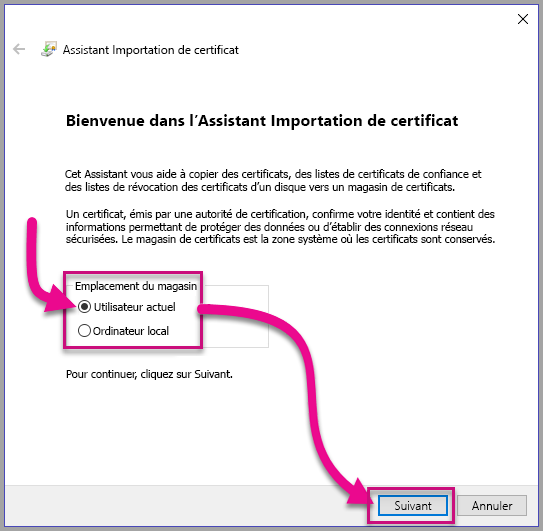 Assistant Importation de certificat
Bienvenue dans l'Assistant Importation de certificat
Cet Assistant vous aide à copier des certificats, des listes de certificats de confiance et
des listes de révocation des certificats d'un disque vers un magasin de certificats.
Un certificat, émis par une autorité de certification, confirme votre identité et contient des
informations permettant de protéger des données ou d'établir des connexions réseau
sécurisées. Le magasin de certificats est la zone système où les certificats sont conservés.
Emplacement du magasin
Utilisateur actuel
Ordinateur local
Pour continuer, cliquez sur Suivant.
Suivant Annuler